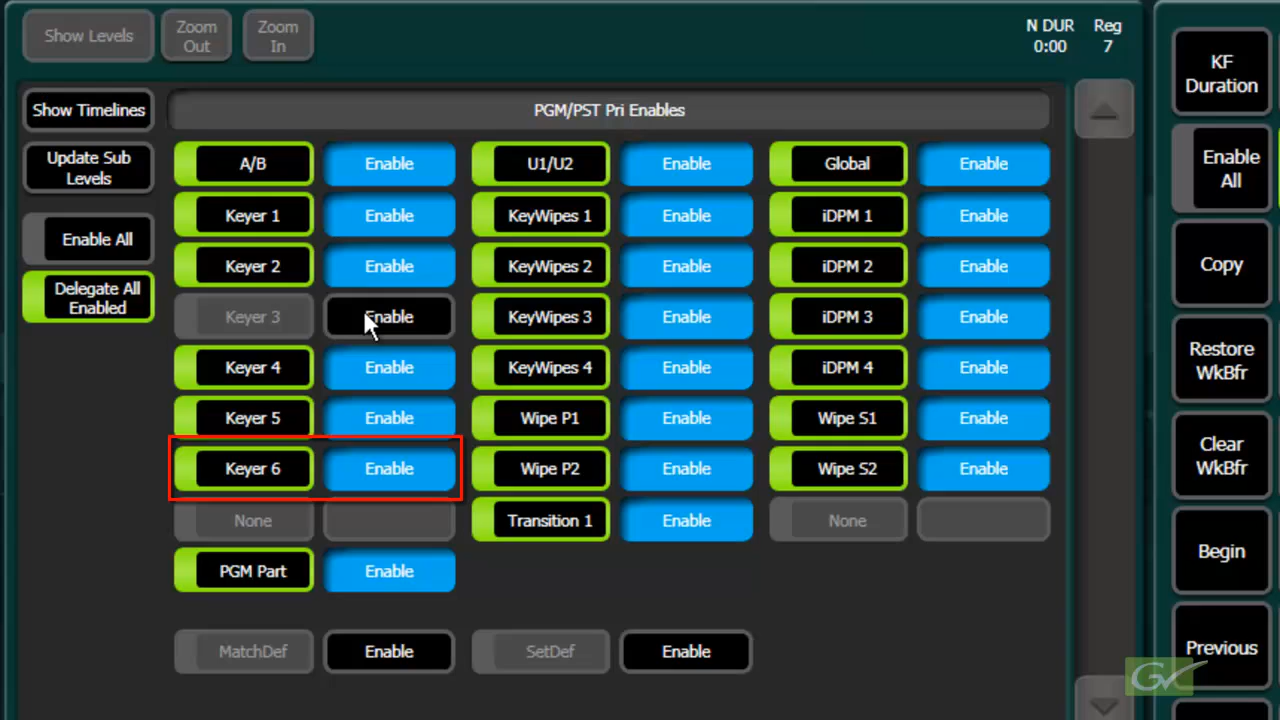 Show Levels
Zoom
Out
Zoom
In
N DUR
0:00
Reg
7
Show Timelines
Update Sub
Levels
Enable All
Delegate All
Enabled
PGM/PST Pri Enables
A/B Enable U1/U2 Enable Global Enable
Keyer 1 Enable KeyWipes 1 Enable iDPM 1 Enable
Keyer 2 Enable KeyWipes 2 Enable iDPM 2 Enable
Keyer 3 Enable KeyWipes 3 Enable iDPM 3 Enable
Keyer 4 Enable KeyWipes 4 Enable iDPM 4 Enable
Keyer 5 Enable Wipe P1 Enable Wipe S1 Enable
Keyer 6 Enable Wipe P2 Enable Wipe S2 Enable
None Transition 1 Enable None
PGM Part Enable
MatchDef Enable SetDef Enable
KF
Duration
Enable
All
Copy
Restore
WkBfr
Clear
WkBfr
Begin
Previous
GV